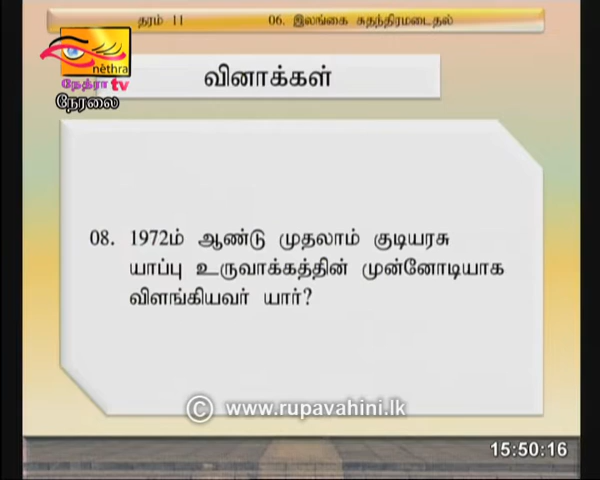 தரம் 11 06. இலங்கை சுதந்திரமடைதல்
nethra
நேத்ரா tv
நேரலை
வினாக்கள்
08. 1972ம் ஆண்டு முதலாம் குடியரசு
யாப்பு உருவாக்கத்தின் முன்னோடியாக
விளங்கியவர் யார்?
© www.rupavahini.lk
15:50:16